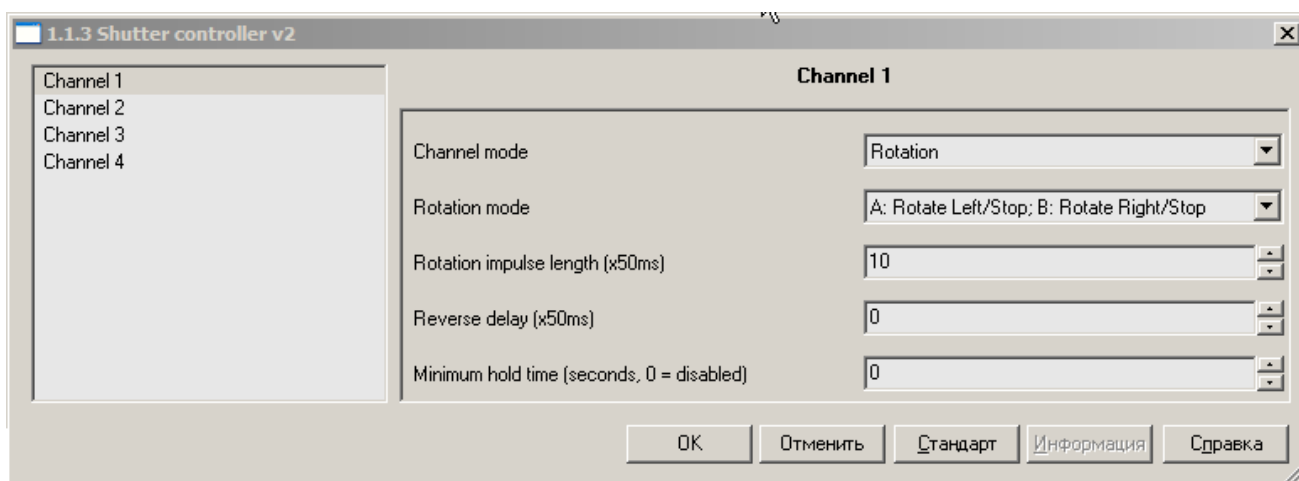 1.1.3 Shutter controller v2
Channel 1
Channel 2
Channel 3
Channel 4
Channel 1
Channel mode Rotation
Rotation mode A: Rotate Left/Stop; B: Rotate Right/Stop
Rotation impulse length (x50ms) 10
Reverse delay (x50ms) 0
Minimum hold time (seconds, 0 = disabled) 0
OK Отменить Стандарт Информация Справка